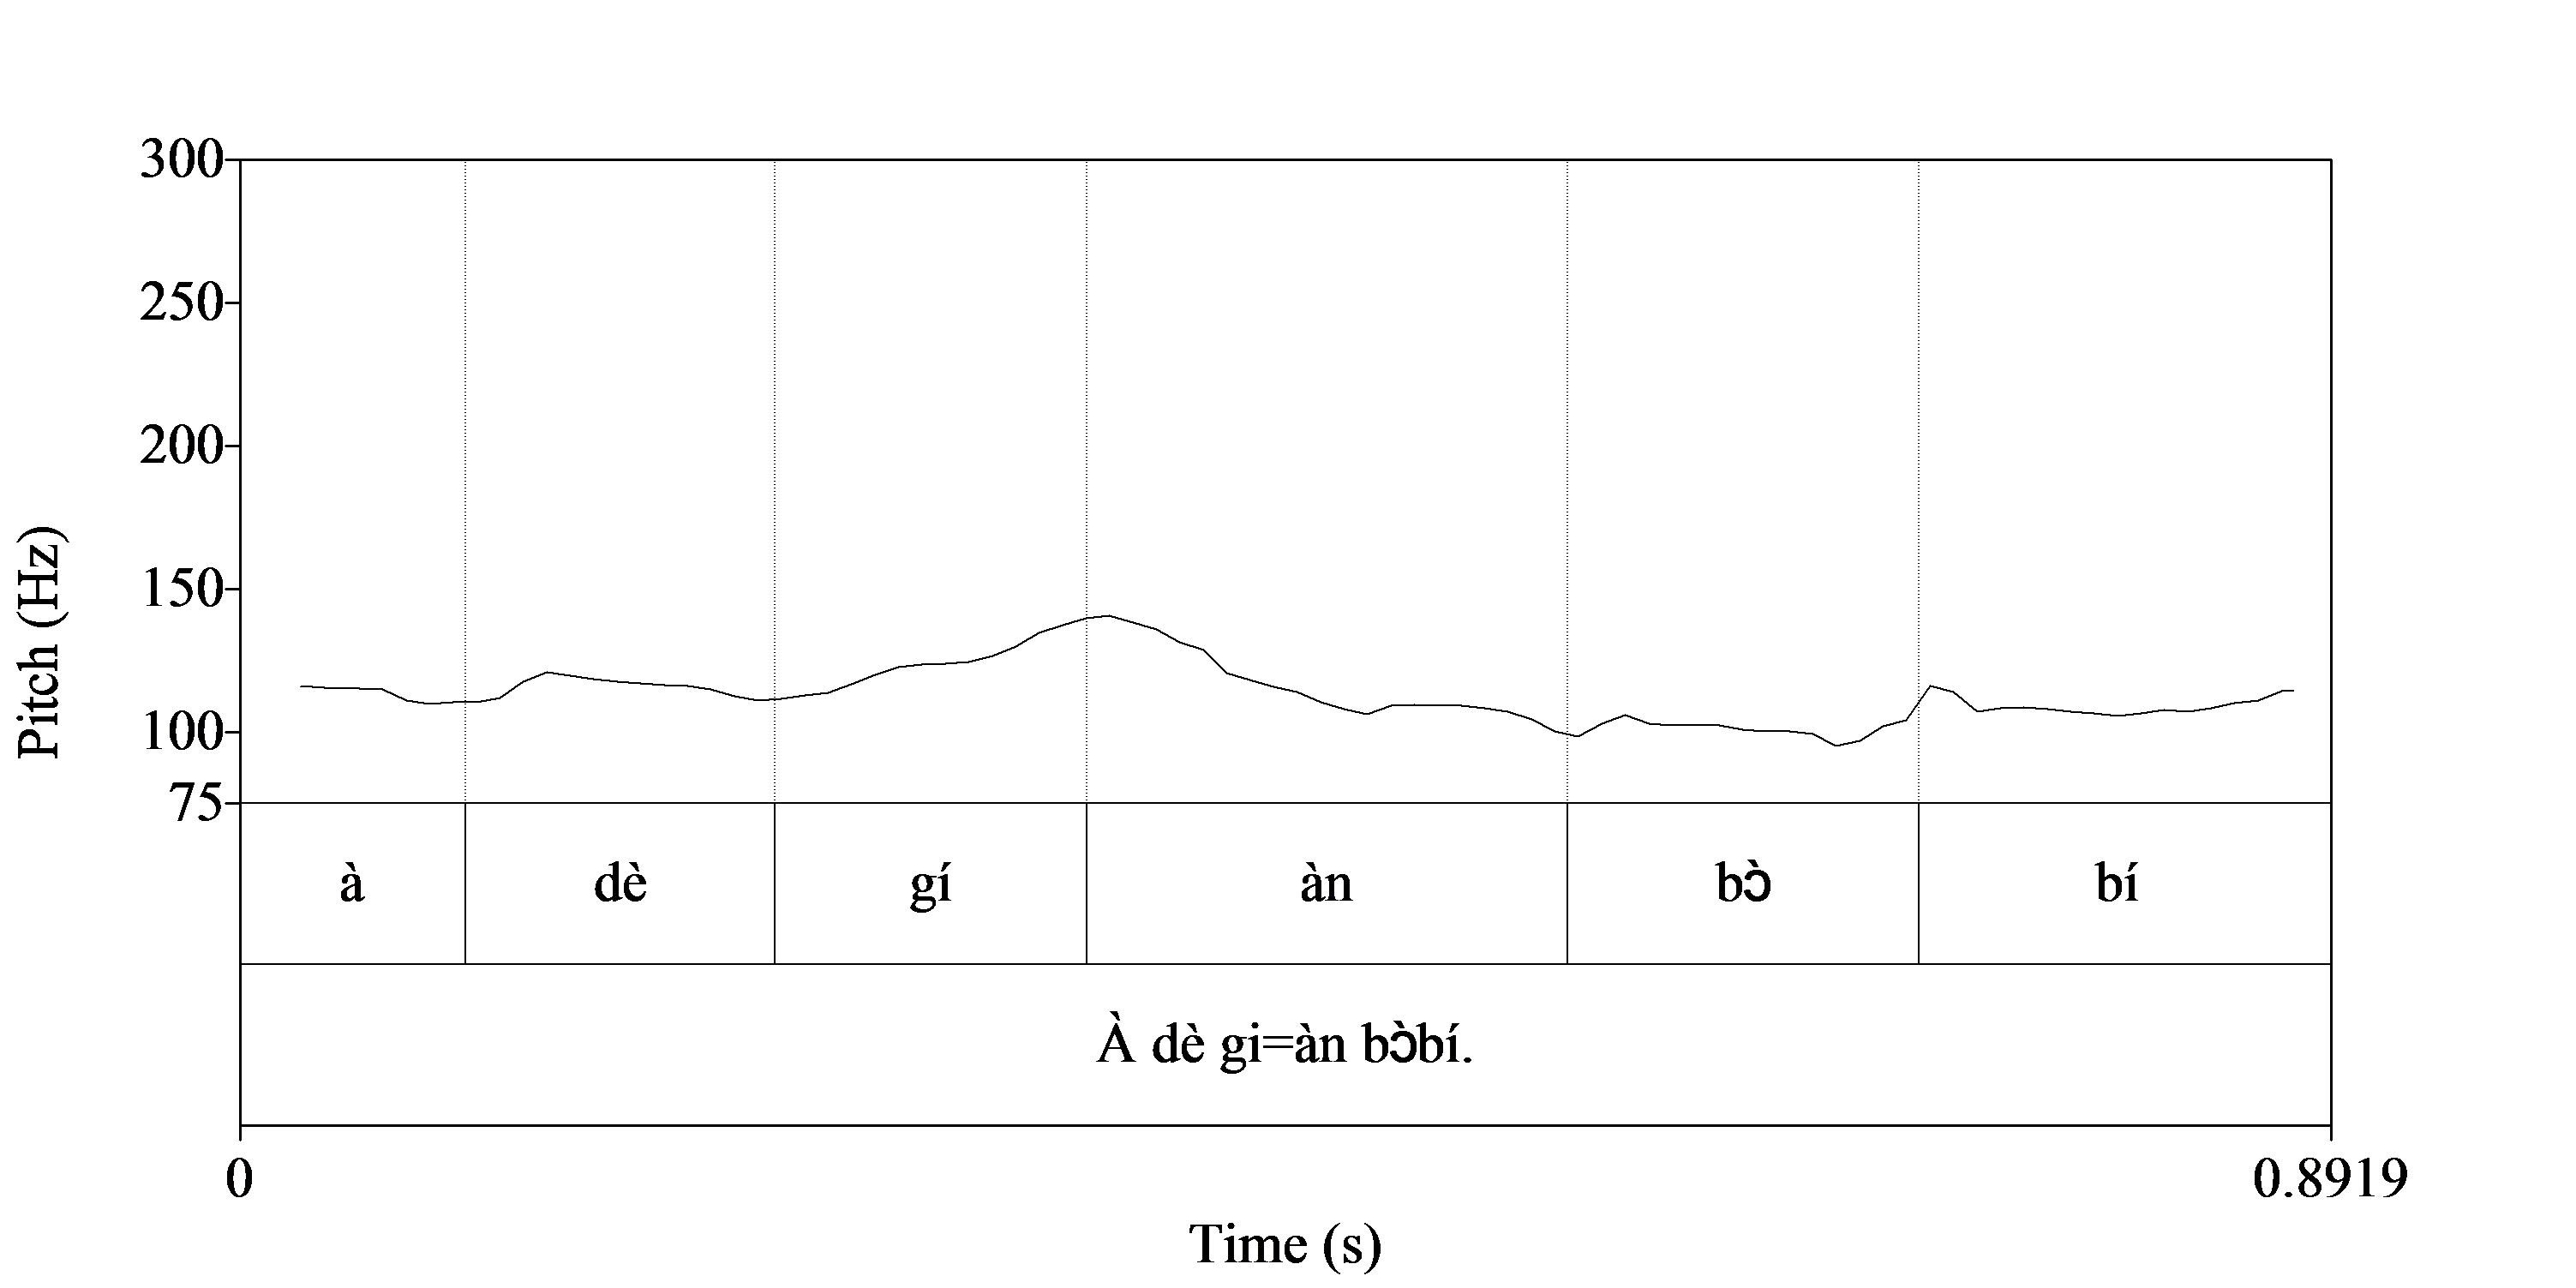 300
250
200
150
100
75
Pitch (Hz)
à dè gí àn bɔ̀ bí
À dè gi=àn bɔ̀bí.
0 0.8919
Time (s)